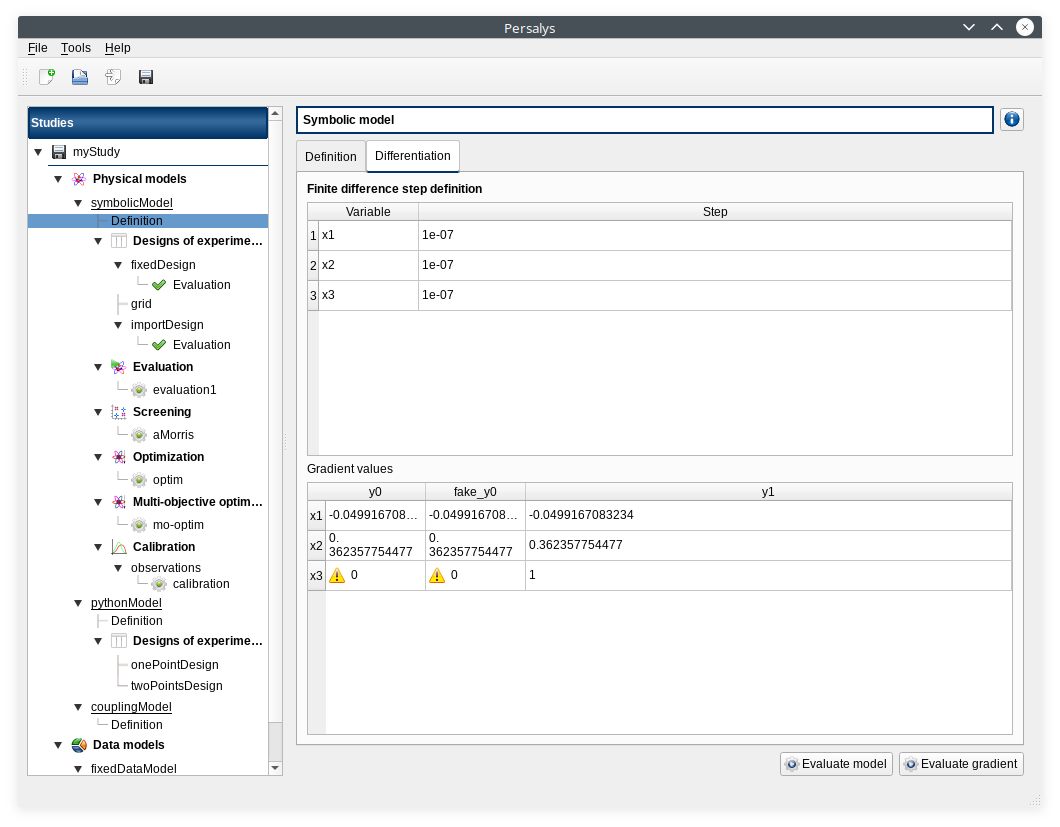 Persalys
File Tools Help
Studies
myStudy
Physical models
symbolicModel
Definition
Designs of experime...
fixedDesign
Evaluation
grid
importDesign
Evaluation
Evaluation
evaluation1
Screening
aMorris
Optimization
optim
Multi-objective optim...
mo-optim
Calibration
observations
calibration
pythonModel
Definition
Designs of experime...
onePointDesign
twoPointsDesign
couplingModel
Definition
Data models
fixedDataModel
Symbolic model
Definition Differentiation
Finite difference step definition
Variable Step
1 x1 1e-07
2 x2 1e-07
3 x3 1e-07
Gradient values
y0 fake_y0 y1
x1 -0.049916708... -0.049916708... -0.0499167083234
x2 0.362357754477 0.362357754477 0.362357754477
x3 0 0 1
Evaluate model Evaluate gradient